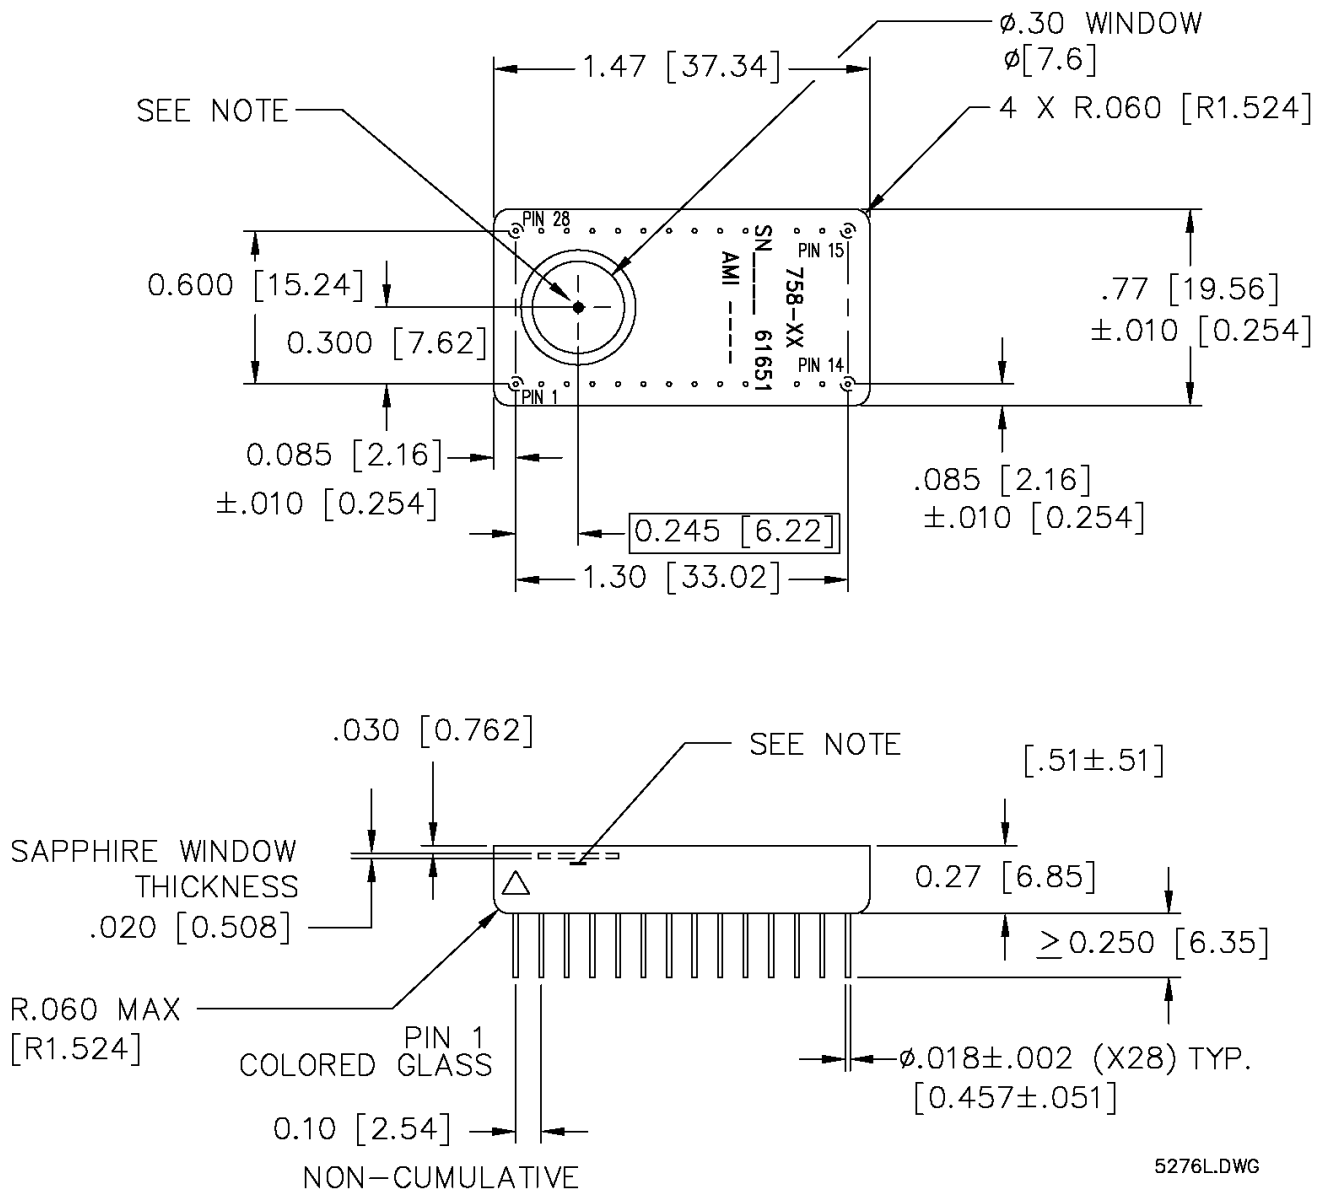 ø.30 WINDOW
ø[7.6]
1.47 [37.34]
SEE NOTE
4 X R.060 [R1.524]
PIN 28
PIN 15
0.600 [15.24]
0.300 [7.62]
SN____ 61651
AMI ----
758-XX
.77 [19.56]
±.010 [0.254]
PIN 14
PIN 1
0.085 [2.16]
±.010 [0.254]
.085 [2.16]
±.010 [0.254]
0.245 [6.22]
1.30 [33.02]
.030 [0.762]
SEE NOTE
[.51±.51]
SAPPHIRE WINDOW
THICKNESS
.020 [0.508]
0.27 [6.85]
≥ 0.250 [6.35]
R.060 MAX
[R1.524]
PIN 1
COLORED GLASS
ø.018±.002 (X28) TYP.
[0.457±.051]
0.10 [2.54]
NON-CUMULATIVE
5276L.DWG